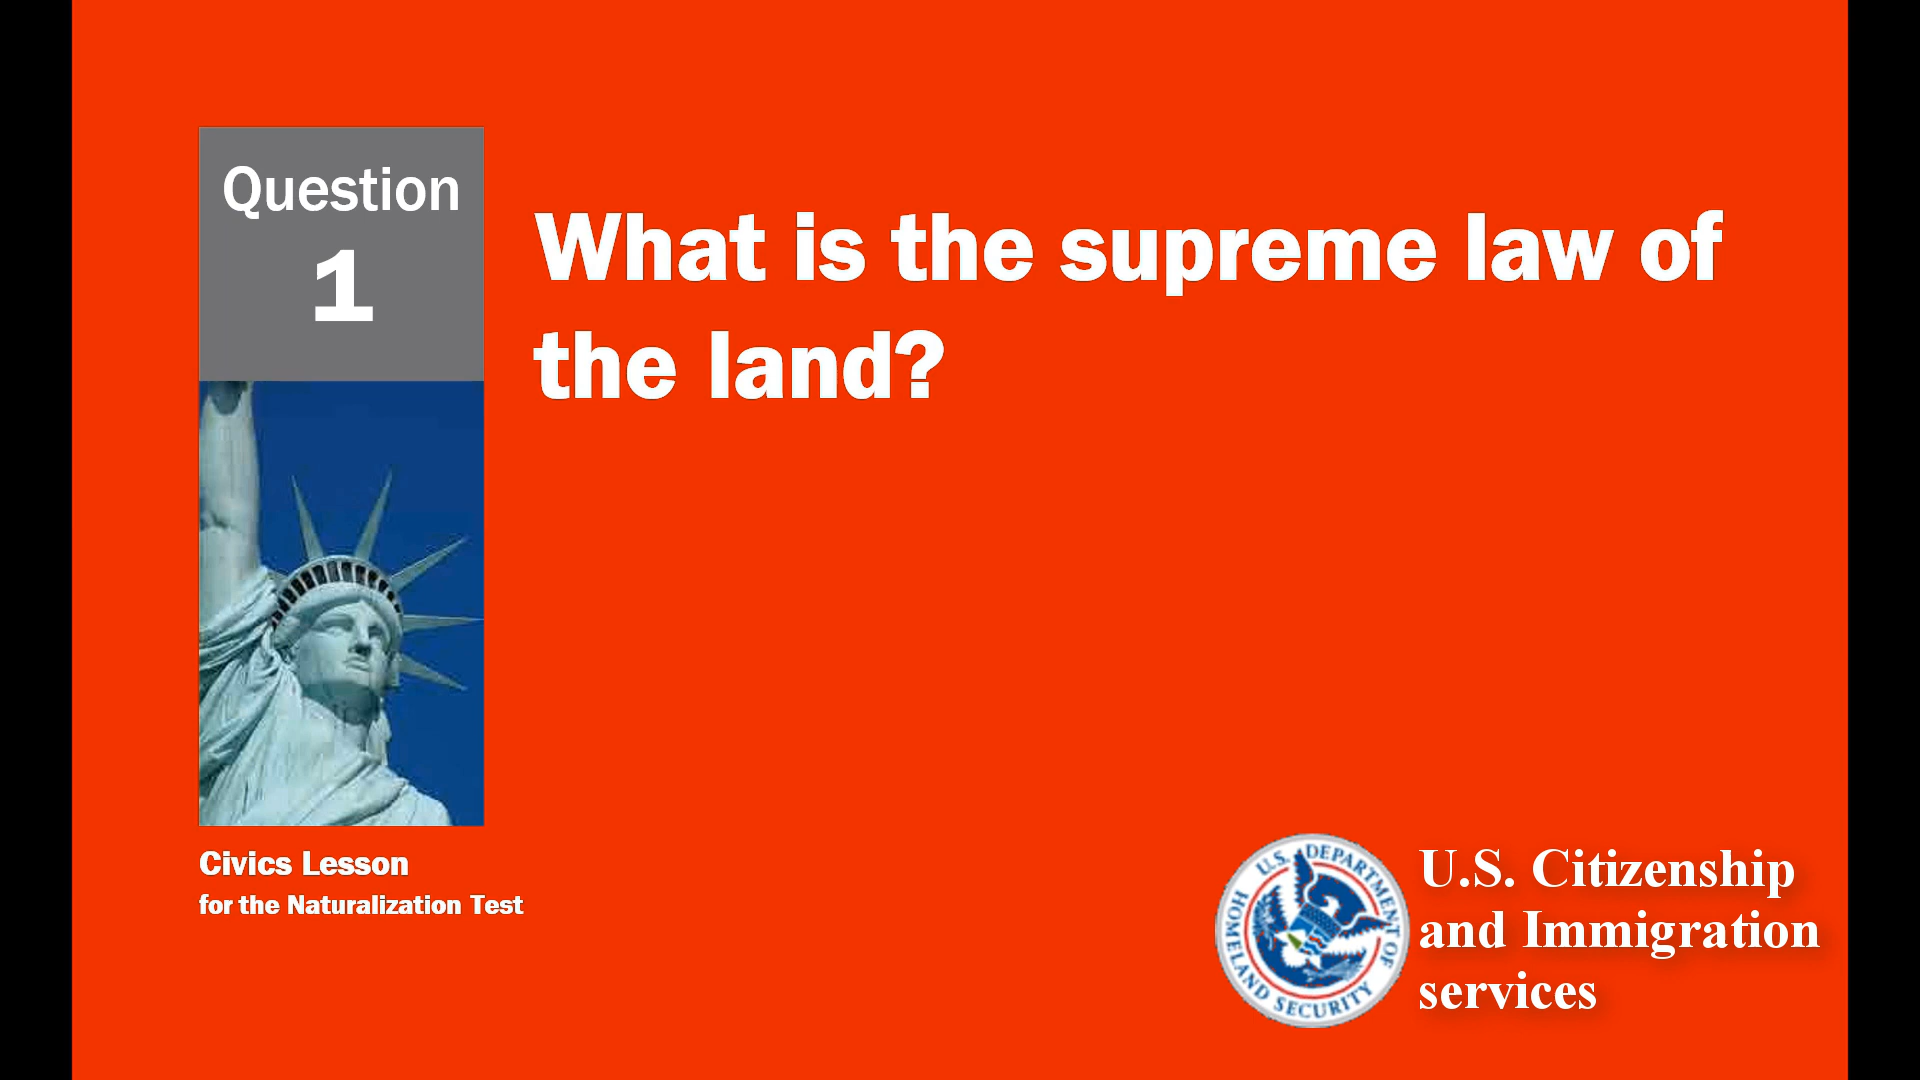 Question
1
What is the supreme law of
the land?
Civics Lesson
for the Naturalization Test
U.S. DEPARTMENT OF
HOMELAND SECURITY
U.S. Citizenship
and Immigration
services